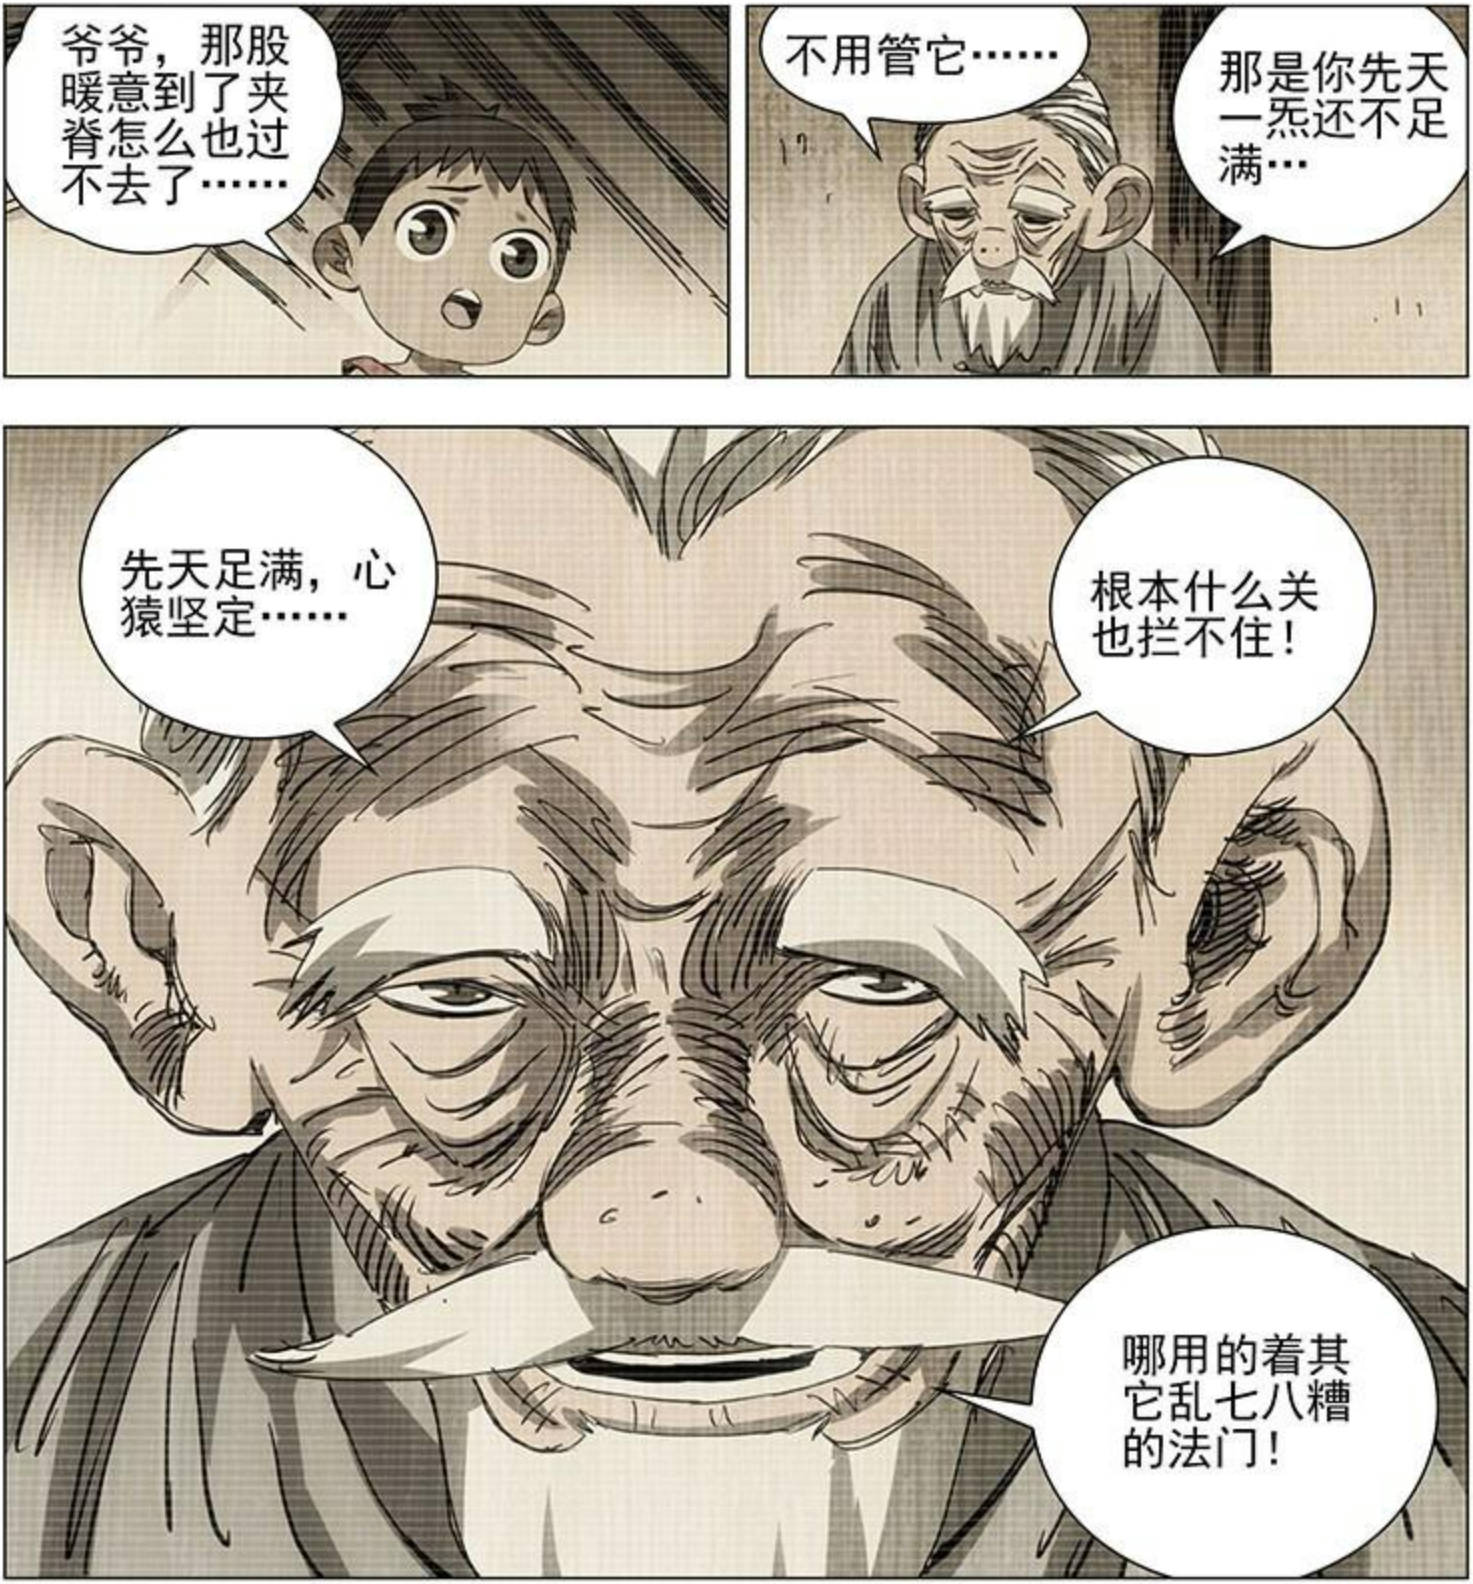 爷爷，那股
暖意到了夹
脊怎么也过
不去了……
不用管它……
那是你先天
一炁还不足
满…
先天足满，心
猿坚定……
根本什么关
也拦不住！
哪用的着其
它乱七八糟
的法门！